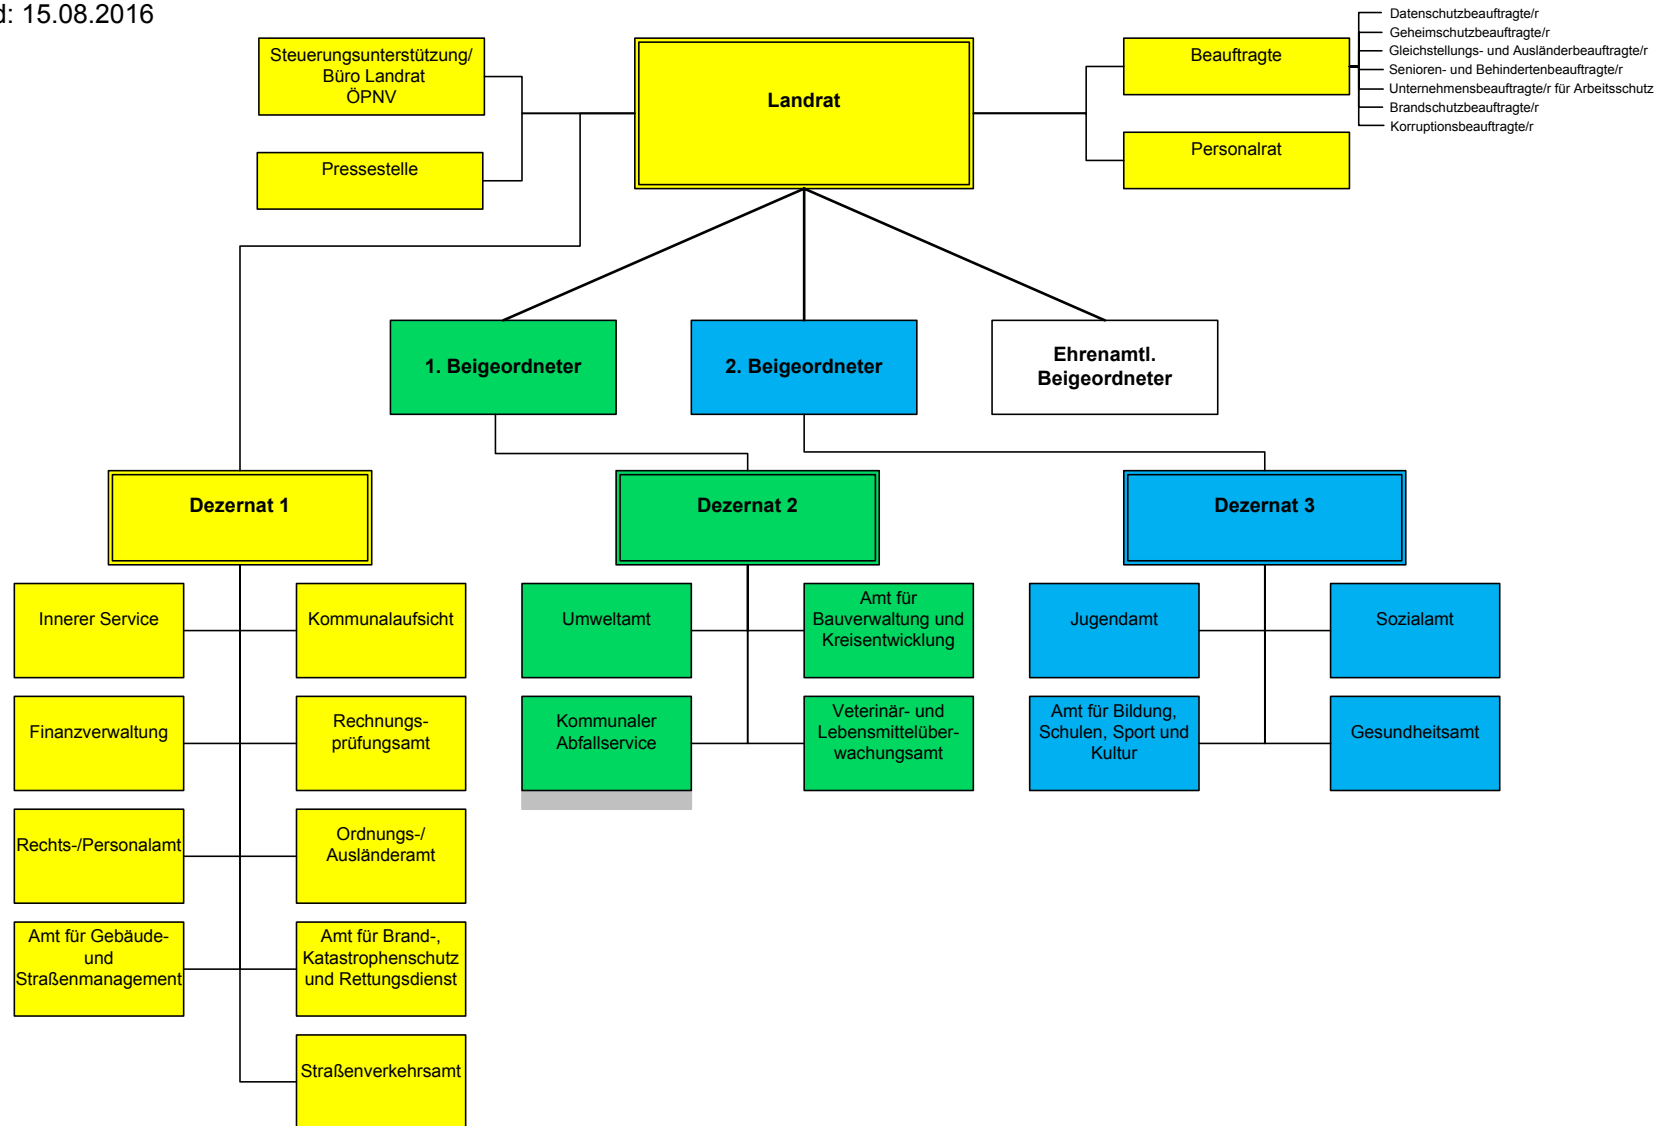 d: 15.08.2016
Datenschutzbeauftragte/r
Geheimschutzbeauftragte/r
Gleichstellungs- und Ausländerbeauftragte/r
Senioren- und Behindertenbeauftragte/r
Unternehmensbeauftragte/r für Arbeitsschutz
Brandschutzbeauftragte/r
Korruptionsbeauftragte/r
Steuerungsunterstützung/
Büro Landrat
ÖPNV
Landrat
Beauftragte
Pressestelle
Personalrat
1. Beigeordneter
2. Beigeordneter
Ehrenamtl.
Beigeordneter
Dezernat 1
Dezernat 2
Dezernat 3
Innerer Service
Kommunalaufsicht
Umweltamt
Amt für
Bauverwaltung und
Kreisentwicklung
Jugendamt
Sozialamt
Finanzverwaltung
Rechnungs-
prüfungsamt
Kommunaler
Abfallservice
Veterinär- und
Lebensmittelüber-
wachungsamt
Amt für Bildung,
Schulen, Sport und
Kultur
Gesundheitsamt
Rechts-/Personalamt
Ordnungs-/
Ausländeramt
Amt für Gebäude-
und
Straßenmanagement
Amt für Brand-,
Katastrophenschutz
und Rettungsdienst
Straßenverkehrsamt